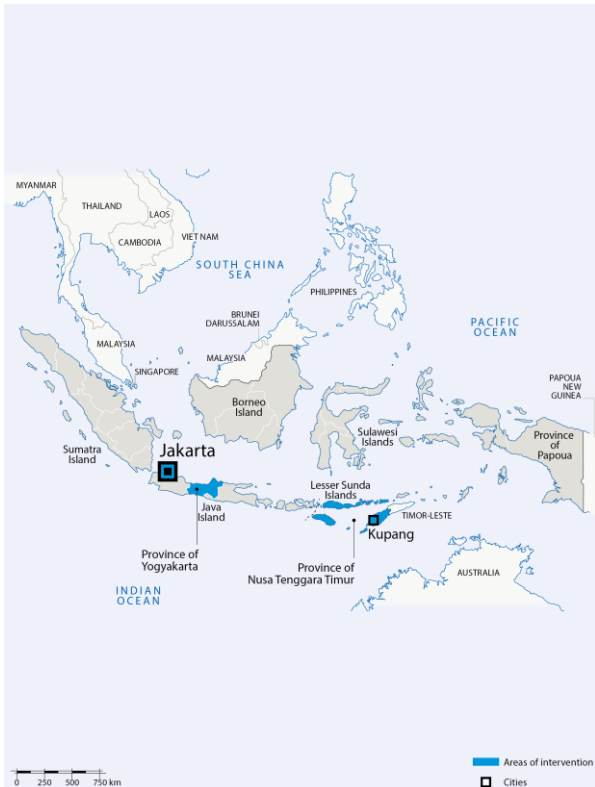 MYANMAR
THAILAND
LAOS
CAMBODIA
VIET NAM
SOUTH CHINA
SEA
PHILIPPINES
BRUNEI
DARUSSALAM
PACIFIC
OCEAN
MALAYSIA
MALAYSIA
SINGAPORE
PAPUA
NEW
GUINEA
Borneo
Island
Sumatra
Island
Sulawesi
Islands
Province
of
Papua
Jakarta
Lesser Sunda
Islands
Java
Island
TIMOR-LESTE
Kupang
Province of
Yogyakarta
Province of
Nusa Tenggara Timur
AUSTRALIA
INDIAN
OCEAN
Areas of intervention
Cities
0 250 500 750 km